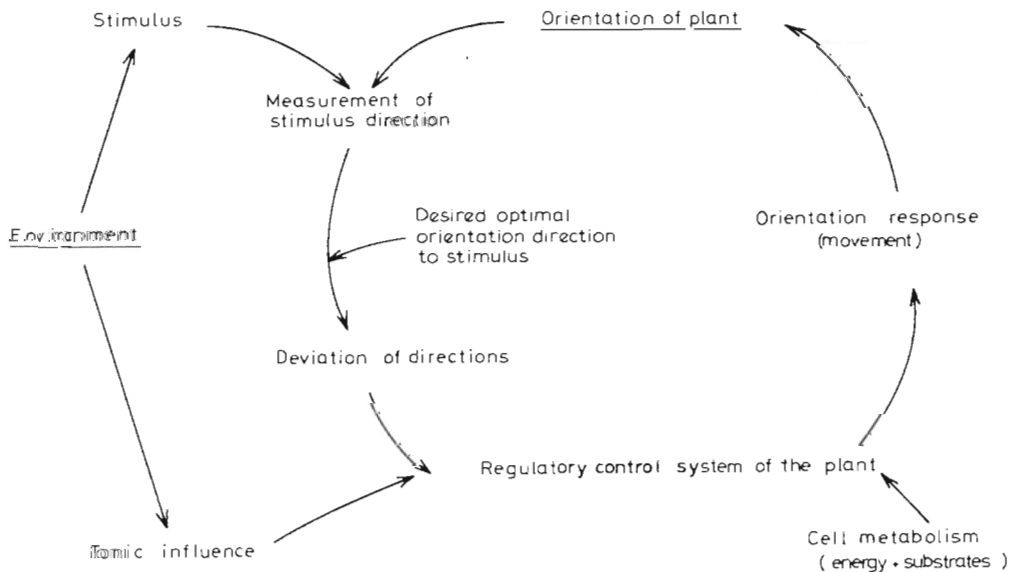 Stimulus
Orientation of plant
Measurement of
stimulus direction
Environment
Desired optimal
orientation direction
to stimulus
Orientation response
(movement)
Deviation of directions
Regulatory control system of the plant
Tonic influence
Cell metabolism
(energy + substrates)